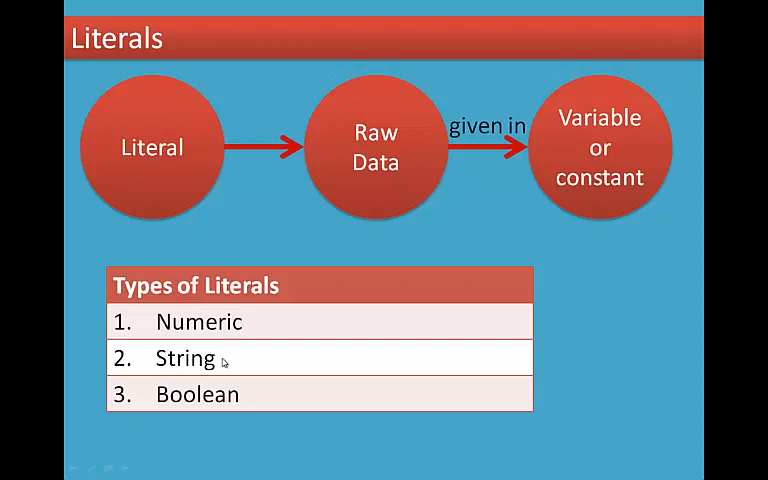 Literals
Literal
Raw
Data
given in
Variable
or
constant
Types of Literals
1. Numeric
2. String
3. Boolean